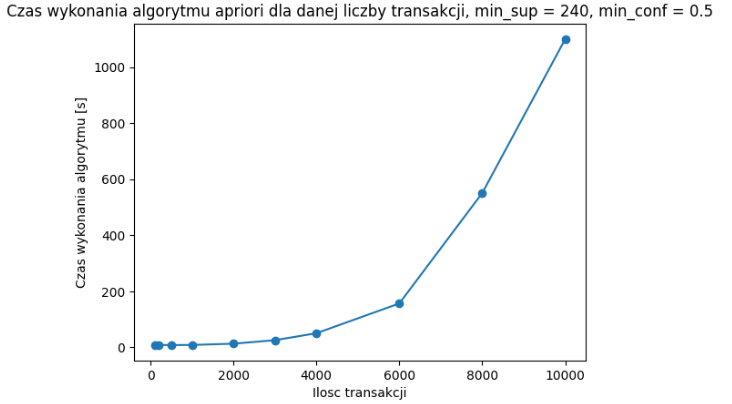 Czas wykonania algorytmu apriori dla danej liczby transakcji, min_sup = 240, min_conf = 0.5
Czas wykonania algorytmu [s]
1000
800
600
400
200
0
0 2000 4000 6000 8000 10000
Ilosc transakcji